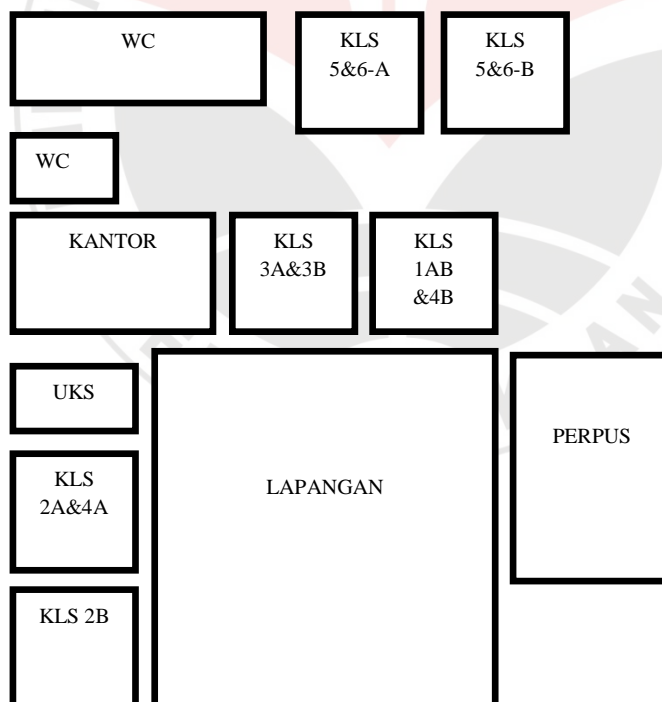 WC
KLS
5&6-A
KLS
5&6-B
WC
KANTOR
KLS
3A&3B
KLS
1AB
&4B
UKS
KLS
2A&4A
KLS 2B
LAPANGAN
PERPUS